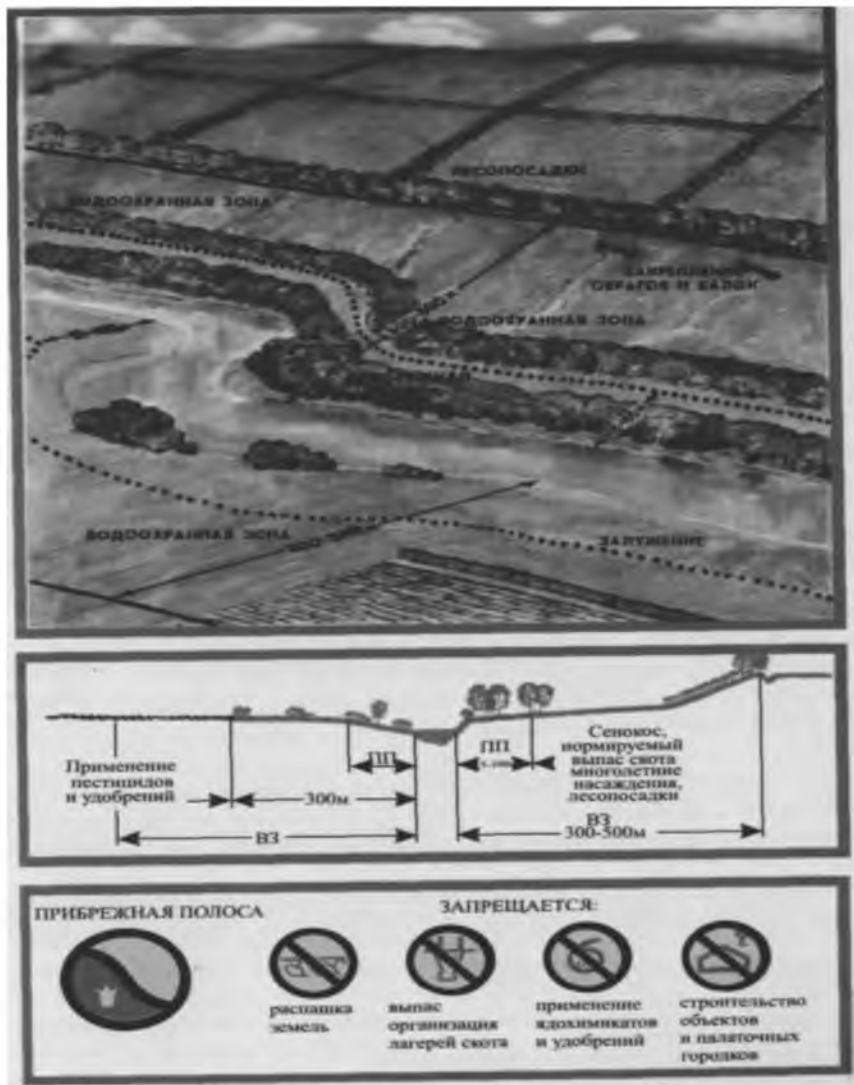 ЛЕСОПОСАДКИ
ВОДООХРАННАЯ ЗОНА
ЗАКРЕПЛЕНИЕ
ОВРАГОВ И БАЛОК
ВОДООХРАННАЯ ЗОНА
ВОДООХРАННАЯ ЗОНА
ЗАЛУЖЕНИЕ
Применение
пестицидов
и удобрений
300м
ВЗ
ПП
ПП
Сенокос,
нормируемый
выпас скота
многолетние
насаждения,
лесопосадки
ВЗ
300-500м
ПРИБРЕЖНАЯ ПОЛОСА
ЗАПРЕЩАЕТСЯ:
распашка
земель
выпас
организация
лагерей скота
применение
ядохимикатов
и удобрений
строительство
объектов
и палаточных
городков